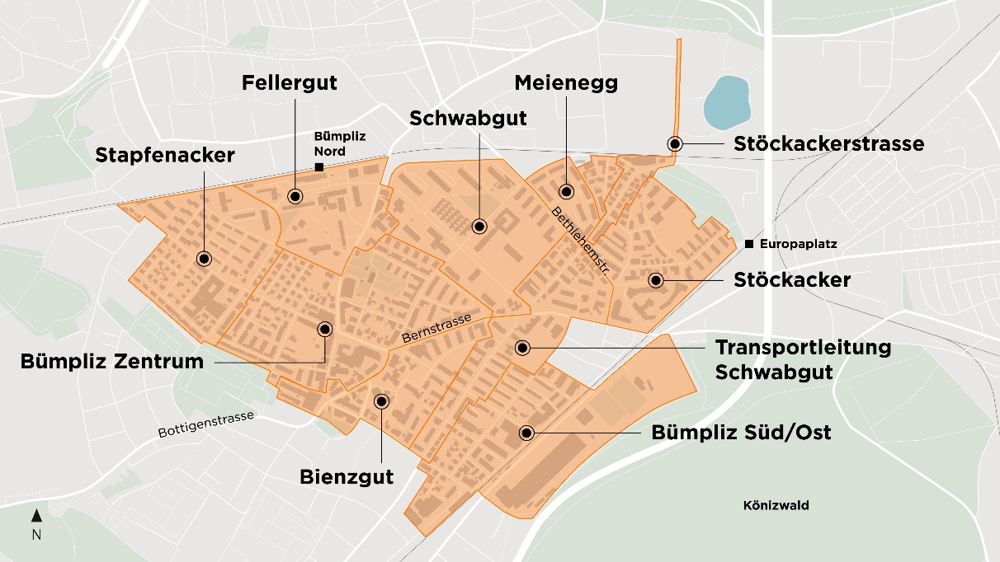 Fellergut
Meienegg
Schwabgut
Bümpliz
Nord
Stapfenacker
Stöckackerstrasse
Bethlehemstr.
Europaplatz
Stöckacker
Bernstrasse
Transportleitung
Schwabgut
Bümpliz Zentrum
Bottigenstrasse
Bümpliz Süd/Ost
Bienzgut
Könizwald
N